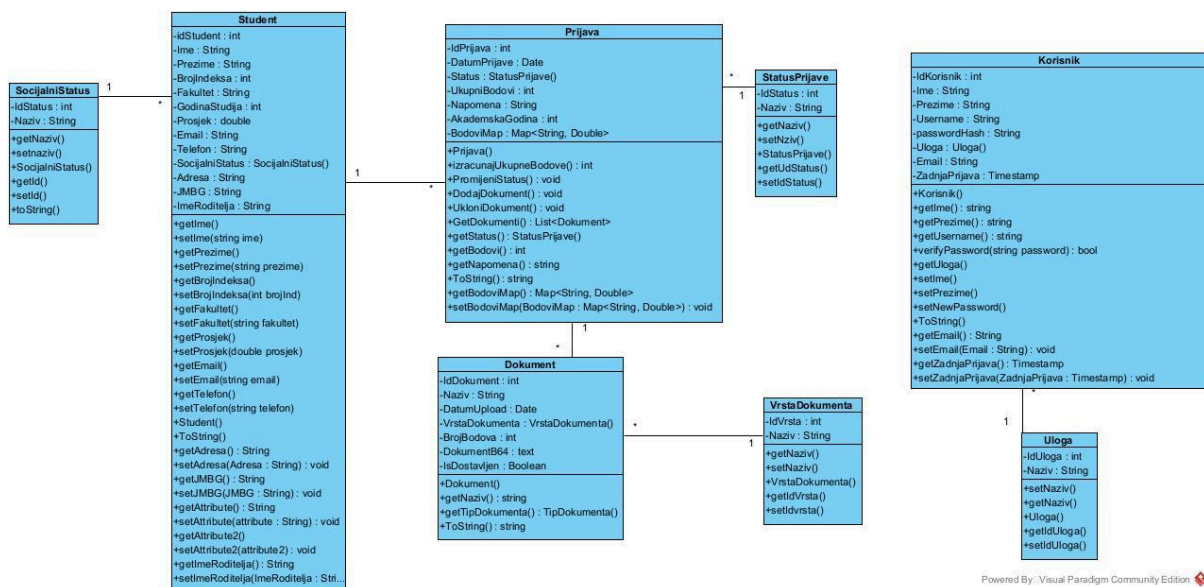 SocijalniStatus
-IdStatus : int
-Naziv : String
+getNaziv()
+setnaziv()
+SocijalniStatus()
+getId()
+setId()
+toString()
1
*
Student
-idStudent : int
-Ime : String
-Prezime : String
-BrojIndeksa : int
-Fakultet : String
-GodinaStudija : int
-Prosjek : double
-Email : String
-Telefon : String
-SocijalniStatus : SocijalniStatus()
-Adresa : String
-JMBG : String
-ImeRoditelja : String
+getIme()
+setIme(string ime)
+getPrezime()
+setPrezime(string prezime)
+getBrojIndeksa()
+setBrojIndeksa(int brojInd)
+getFakultet()
+setFakultet(string fakultet)
+getProsjek()
+setProsjek(double prosjek)
+getEmail()
+setEmail(string email)
+getTelefon()
+setTelefon(string telefon)
+Student()
+ToString()
+getAdresa() : String
+setAdresa(Adresa : String) : void
+getJMBG() : String
+setJMBG(JMBG : String) : void
+getAttribute() : String
+setAttribute(attribute : String) : void
+getAttribute2()
+setAttribute2(attribute2) : void
+getImeRoditelja() : String
+setImeRoditelja(ImeRoditelja : Stri...
1
*
Prijava
-IdPrijava : int
-DatumPrijave : Date
-Status : StatusPrijave()
-UkupniBodovi : int
-Napomena : String
-AkademskaGodina : int
-BodoviMap : Map<String, Double>
+Prijava()
+izracunajUkupneBodove() : int
+PromijeniStatus() : void
+DodajDokument() : void
+UkloniDokument() : void
+GetDokumenti() : List<Dokument>
+getStatus() : StatusPrijave()
+getBodovi() : int
+getNapomena() : string
+ToString() : string
+getBodoviMap() : Map<String, Double>
+setBodoviMap(BodoviMap : Map<String, Double>) : void
*
1
StatusPrijave
-IdStatus : int
-Naziv : String
+getNaziv()
+setNziv()
+StatusPrijave()
+getUdStatus()
+setIdStatus()
1
*
Dokument
-IdDokument : int
-Naziv : String
-DatumUpload : Date
-VrstaDokumenta : VrstaDokumenta()
-BrojBodova : int
-DokumentB64 : text
-IsDostavljen : Boolean
+Dokument()
+getNaziv() : string
+getTipDokumenta() : TipDokumenta()
+ToString() : string
*
1
VrstaDokumenta
-IdVrsta : int
-Naziv : String
+getNaziv()
+setNaziv()
+VrstaDokumenta()
+getIdVrsta()
+setIdvrsta()
Korisnik
-IdKorisnik : int
-Ime : String
-Prezime : String
-Username : String
-passwordHash : String
-Uloga : Uloga()
-Email : String
-ZadnjaPrijava : Timestamp
+Korisnik()
+getIme() : string
+getPrezime() : string
+getUsername() : string
+verifyPassword(string password) : bool
+getUloga()
+setIme()
+setPrezime()
+setNewPassword()
+ToString()
+getEmail() : String
+setEmail(Email : String) : void
+getZadnjaPrijava() : Timestamp
+setZadnjaPrijava(ZadnjaPrijava : Timestamp) : void
*
1
Uloga
-IdUloga : int
-Naziv : String
+setNaziv()
+getNaziv()
+Uloga()
+getIdUloga()
+setIdUloga()
Powered By Visual Paradigm Community Edition